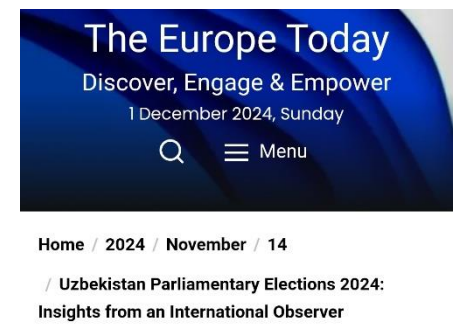 The Europe Today
Discover, Engage & Empower
1 December 2024, Sunday
Menu
Home / 2024 / November / 14
/ Uzbekistan Parliamentary Elections 2024:
Insights from an International Observer